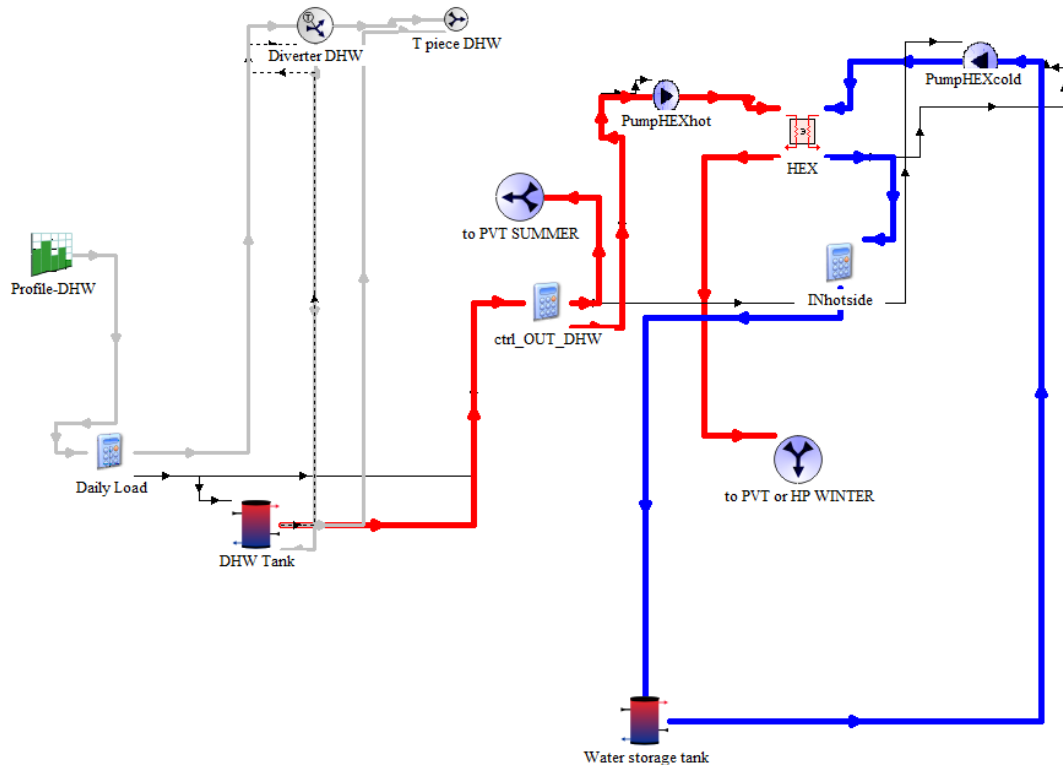 Diverter DHW
T piece DHW
PumpHEXcold
PumpHEXhot
HEX
to PVT SUMMER
Profile-DHW
INhotside
ctrl_OUT_DHW
Daily Load
to PVT or HP WINTER
DHW Tank
Water storage tank